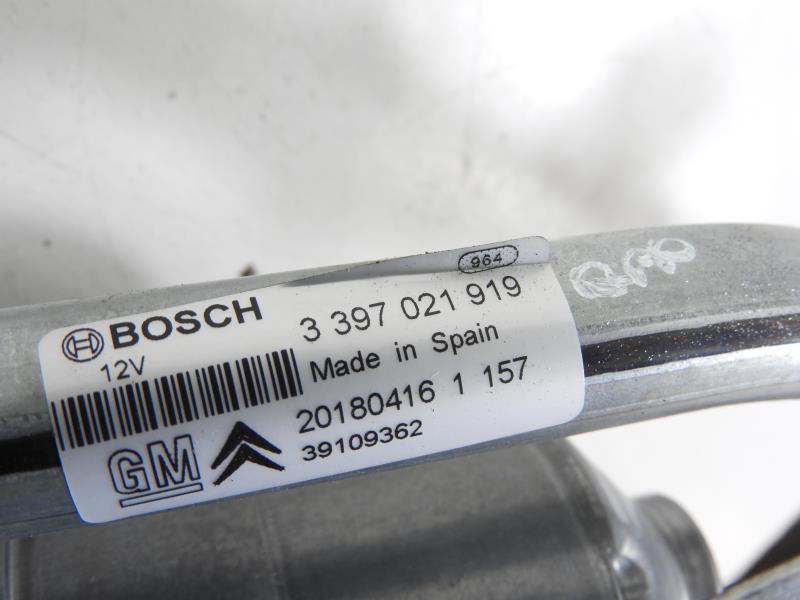 964
BOSCH 3 397 021 919
12V Made in Spain
20180416 1 157
GM 39109362